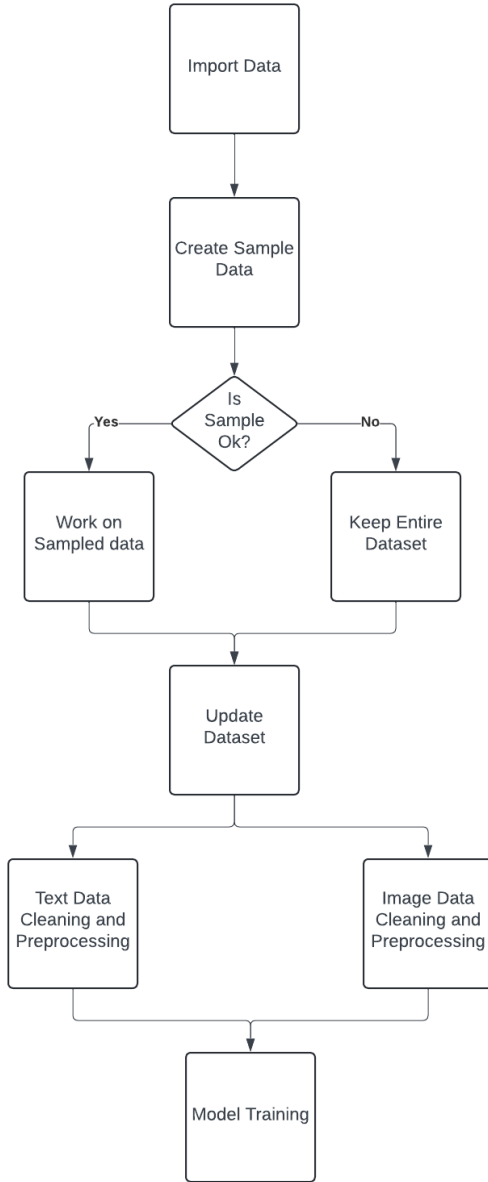 Import Data
Create Sample
Data
Is
Sample
Ok?
Yes
No
Work on
Sampled data
Keep Entire
Dataset
Update
Dataset
Text Data
Cleaning and
Preprocessing
Image Data
Cleaning and
Preprocessing
Model Training